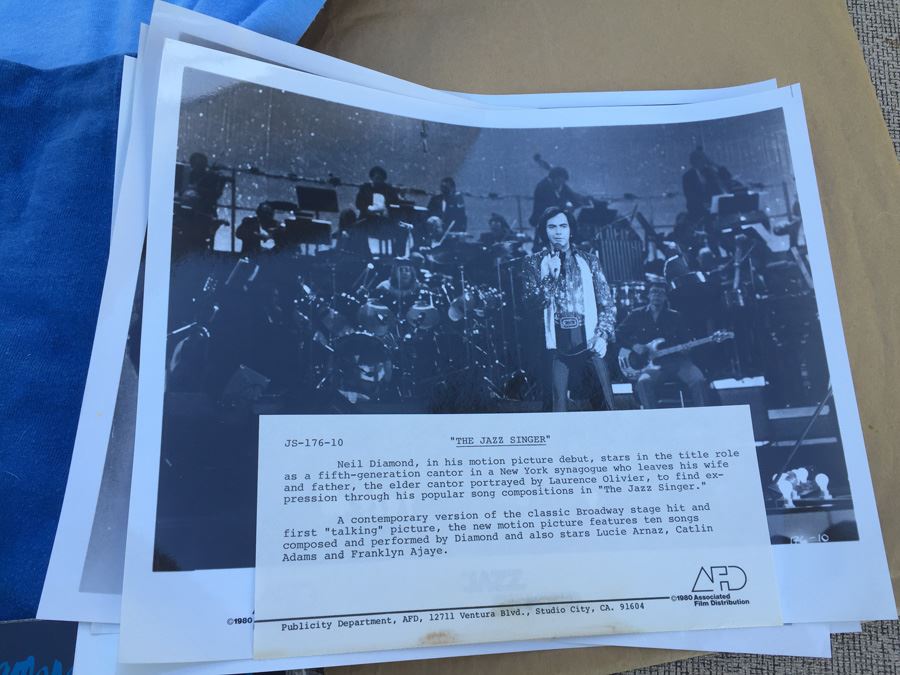 JS-176-10 "THE JAZZ SINGER"
Neil Diamond, in his motion picture debut, stars in the title role
as a fifth-generation cantor in a New York synagogue who leaves his wife
and father, the elder cantor portrayed by Laurence Olivier, to find ex-
pression through his popular song compositions in "The Jazz Singer."
A contemporary version of the classic Broadway stage hit and
first "talking" picture, the new motion picture features ten songs
composed and performed by Diamond and also stars Lucie Arnaz, Catlin
Adams and Franklyn Ajaye.
AFD
©1980 Associated
Film Distribution
Publicity Department, AFD, 12711 Ventura Blvd., Studio City, CA. 91604
©1980